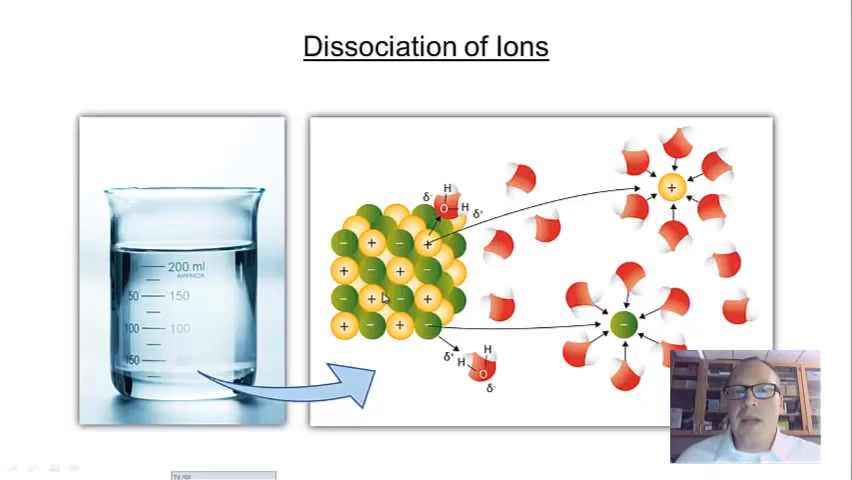 Dissociation of Ions
200 ml
APPROX
50 150
100 100
150
H
δ- O H δ+
δ+ H H
O
δ-
+
-